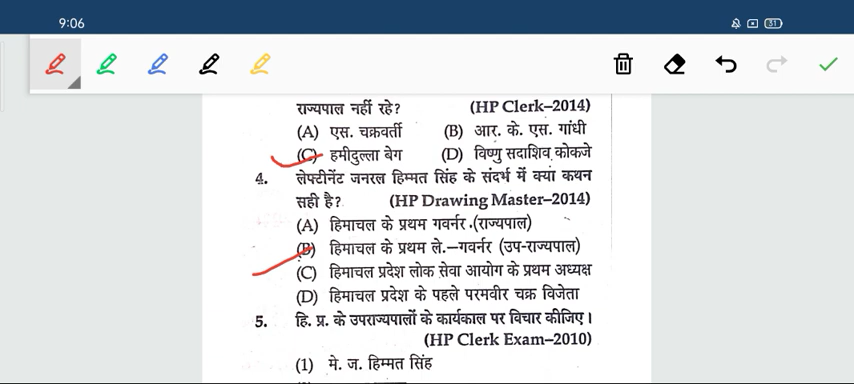 9:06
51
राज्यपाल नहीं रहे? (HP Clerk–2014)
(A) एस. चक्रवर्ती (B) आर. के. एस. गांधी
(C) हमीदुल्ला बेग (D) विष्णु सदाशिव कोकजे
4. लेफ्टीनेंट जनरल हिम्मत सिंह के संदर्भ में क्या कथन
सही है? (HP Drawing Master–2014)
(A) हिमाचल के प्रथम गवर्नर (राज्यपाल)
(B) हिमाचल के प्रथम ले.–गवर्नर (उप-राज्यपाल)
(C) हिमाचल प्रदेश लोक सेवा आयोग के प्रथम अध्यक्ष
(D) हिमाचल प्रदेश के पहले परमवीर चक्र विजेता
5. हि. प्र. के उपराज्यपालों के कार्यकाल पर विचार कीजिए।
(HP Clerk Exam–2010)
(1) मे. ज. हिम्मत सिंह